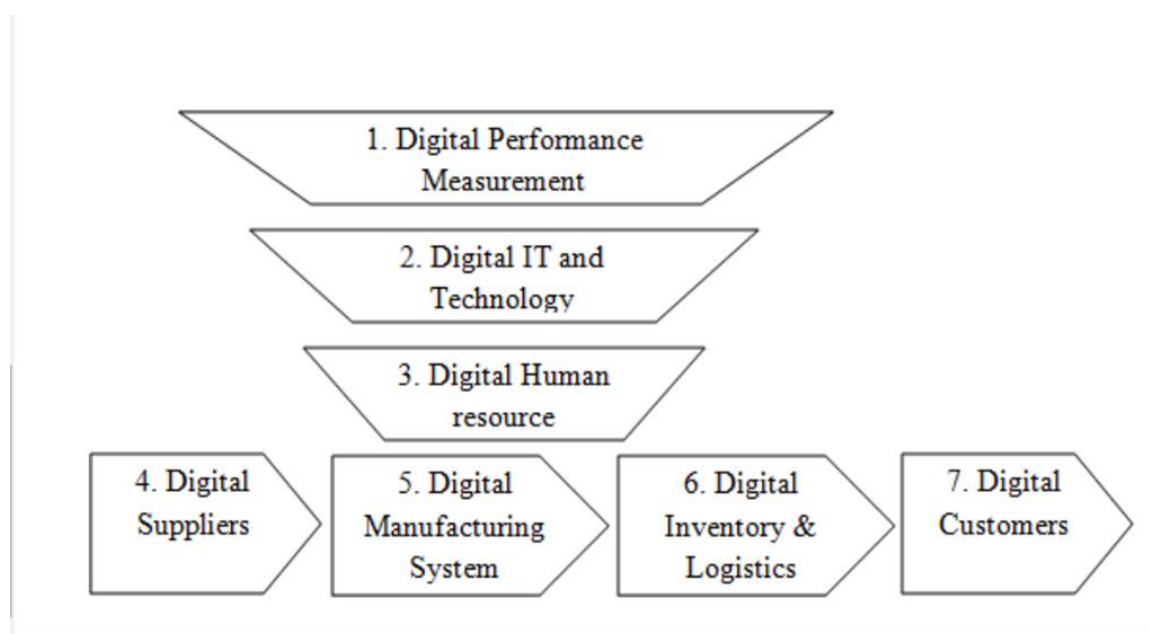 1. Digital Performance
Measurement
2. Digital IT and
Technology
3. Digital Human
resource
4. Digital
Suppliers
5. Digital
Manufacturing
System
6. Digital
Inventory &
Logistics
7. Digital
Customers